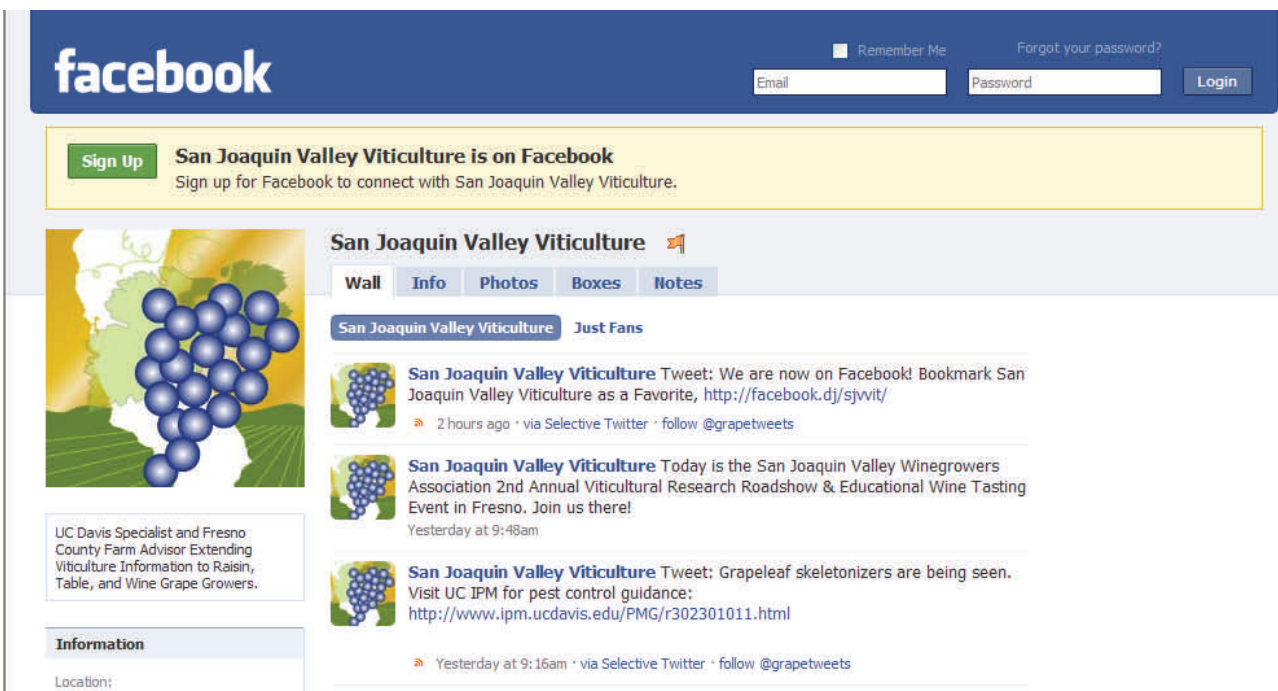 facebook
Remember Me
Forgot your password?
Email
Password
Login
Sign Up
San Joaquin Valley Viticulture is on Facebook
Sign up for Facebook to connect with San Joaquin Valley Viticulture.
San Joaquin Valley Viticulture
Wall Info Photos Boxes Notes
San Joaquin Valley Viticulture Just Fans
San Joaquin Valley Viticulture Tweet: We are now on Facebook! Bookmark San
Joaquin Valley Viticulture as a Favorite, http://facebook.dj/sjvvit/
2 hours ago · via Selective Twitter · follow @grapetweets
San Joaquin Valley Viticulture Today is the San Joaquin Valley Winegrowers
Association 2nd Annual Viticultural Research Roadshow & Educational Wine Tasting
Event in Fresno. Join us there!
Yesterday at 9:48am
San Joaquin Valley Viticulture Tweet: Grapeleaf skeletonizers are being seen.
Visit UC IPM for pest control guidance:
http://www.ipm.ucdavis.edu/PMG/r302301011.html
Yesterday at 9:16am · via Selective Twitter · follow @grapetweets
UC Davis Specialist and Fresno
County Farm Advisor Extending
Viticulture Information to Raisin,
Table, and Wine Grape Growers.
Information
Location: